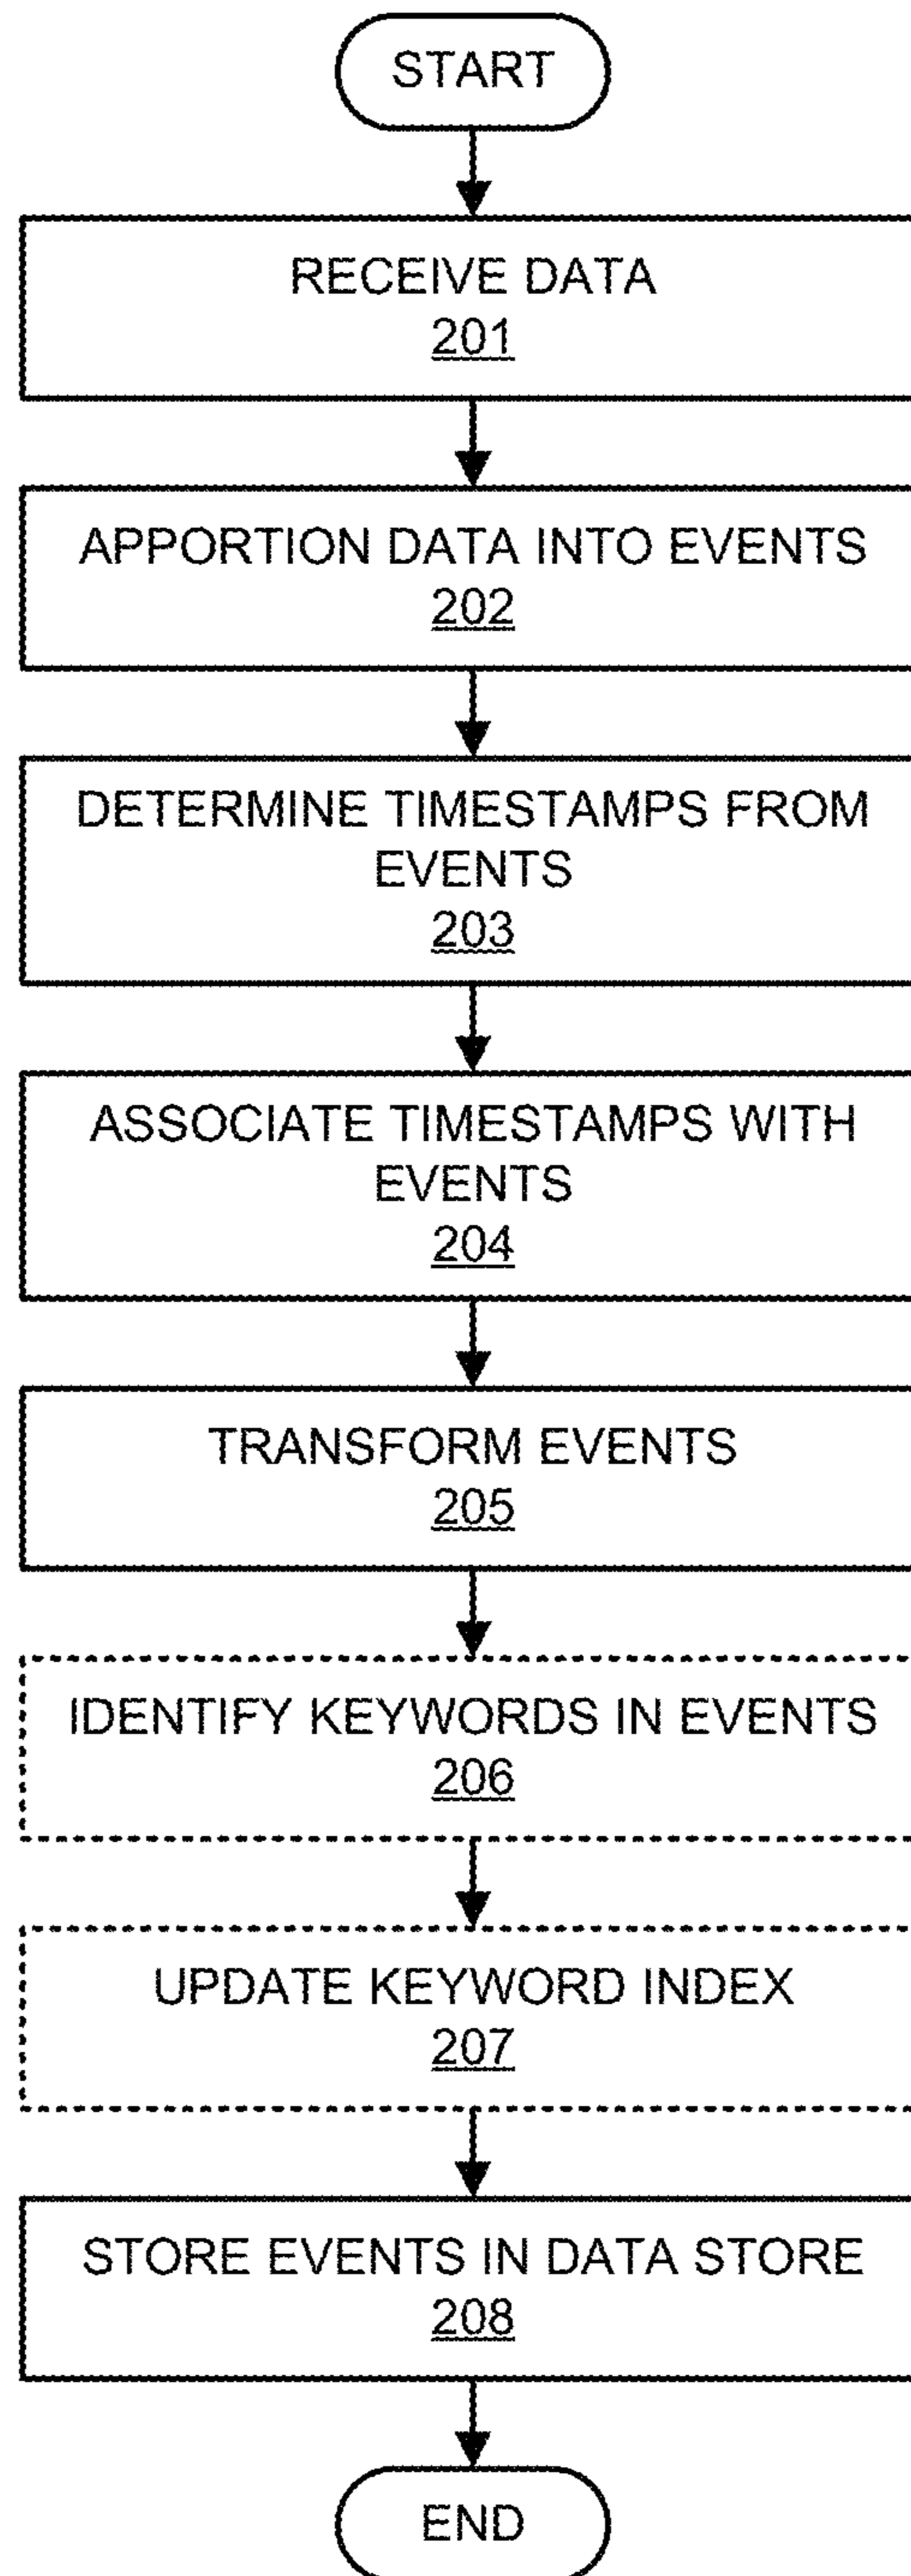 START
RECEIVE DATA
201
APPORTION DATA INTO EVENTS
202
DETERMINE TIMESTAMPS FROM
EVENTS
203
ASSOCIATE TIMESTAMPS WITH
EVENTS
204
TRANSFORM EVENTS
205
IDENTIFY KEYWORDS IN EVENTS
206
UPDATE KEYWORD INDEX
207
STORE EVENTS IN DATA STORE
208
END